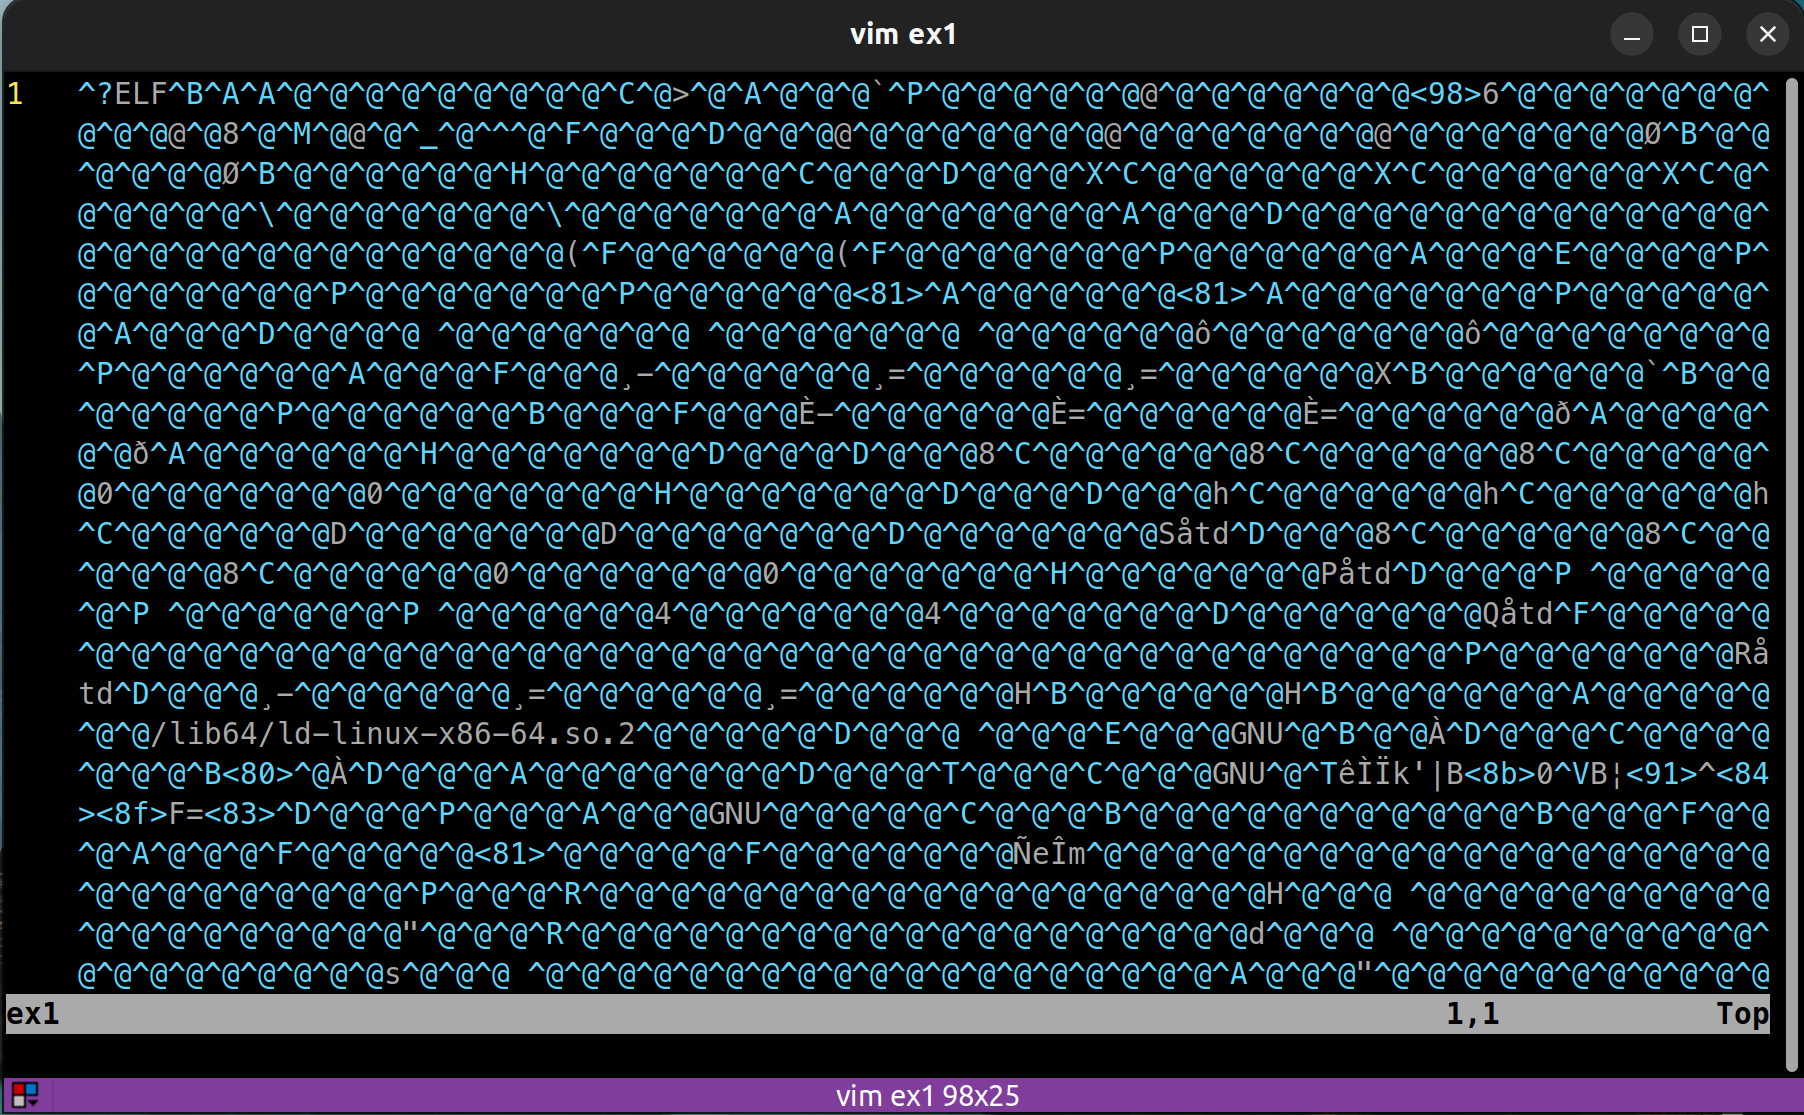 vim ex1
1 ^?ELF^B^A^A^@^@^@^@^@^@^@^@^@^C^@>^@^A^@^@^@`^P^@^@^@^@^@^@@^@^@^@^@^@^@^@<98>6^@^@^@^@^@^@^@^
@^@^@@^@8^@^M^@@^@^_^@^^^@^F^@^@^@^D^@^@^@@^@^@^@^@^@^@^@@^@^@^@^@^@^@^@@^@^@^@^@^@^@^@Ø^B^@^@
^@^@^@^@Ø^B^@^@^@^@^@^@^H^@^@^@^@^@^@^@^C^@^@^@^D^@^@^@^X^C^@^@^@^@^@^@^X^C^@^@^@^@^@^@^X^C^@^
@^@^@^@^@^\^@^@^@^@^@^@^@^\^@^@^@^@^@^@^@^A^@^@^@^@^@^@^@^A^@^@^@^D^@^@^@^@^@^@^@^@^@^@^@^@^@^
@^@^@^@^@^@^@^@^@^@^@^@^@^@(^F^@^@^@^@^@^@(^F^@^@^@^@^@^@^@^P^@^@^@^@^@^@^A^@^@^@^E^@^@^@^@^P^
@^@^@^@^@^@^@^P^@^@^@^@^@^@^@^P^@^@^@^@^@^@<81>^A^@^@^@^@^@^@<81>^A^@^@^@^@^@^@^@^P^@^@^@^@^@^
@^A^@^@^@^D^@^@^@^@ ^@^@^@^@^@^@^@ ^@^@^@^@^@^@^@ ^@^@^@^@^@^@ô^@^@^@^@^@^@^@ô^@^@^@^@^@^@^@^@
^P^@^@^@^@^@^@^A^@^@^@^F^@^@^@¸-^@^@^@^@^@^@¸=^@^@^@^@^@^@¸=^@^@^@^@^@^@X^B^@^@^@^@^@^@`^B^@^@
^@^@^@^@^@^P^@^@^@^@^@^@^B^@^@^@^F^@^@^@È-^@^@^@^@^@^@È=^@^@^@^@^@^@È=^@^@^@^@^@^@ð^A^@^@^@^@^
@^@ð^A^@^@^@^@^@^@^H^@^@^@^@^@^@^@^D^@^@^@^D^@^@^@8^C^@^@^@^@^@^@8^C^@^@^@^@^@^@8^C^@^@^@^@^@^
@0^@^@^@^@^@^@^@0^@^@^@^@^@^@^@^H^@^@^@^@^@^@^@^D^@^@^@^D^@^@^@h^C^@^@^@^@^@^@h^C^@^@^@^@^@^@h
^C^@^@^@^@^@^@D^@^@^@^@^@^@^@D^@^@^@^@^@^@^@^D^@^@^@^@^@^@^@Såtd^D^@^@^@8^C^@^@^@^@^@^@8^C^@^@
^@^@^@^@8^C^@^@^@^@^@^@0^@^@^@^@^@^@^@0^@^@^@^@^@^@^@^H^@^@^@^@^@^@^@Påtd^D^@^@^@^P ^@^@^@^@^@
^@^P ^@^@^@^@^@^@^P ^@^@^@^@^@^@4^@^@^@^@^@^@^@4^@^@^@^@^@^@^@^D^@^@^@^@^@^@^@Qåtd^F^@^@^@^@^@
^@^@^@^@^@^@^@^@^@^@^@^@^@^@^@^@^@^@^@^@^@^@^@^@^@^@^@^@^@^@^@^@^@^@^@^@^@^@^P^@^@^@^@^@^@^@Rå
td^D^@^@^@¸-^@^@^@^@^@^@¸=^@^@^@^@^@^@¸=^@^@^@^@^@^@H^B^@^@^@^@^@^@H^B^@^@^@^@^@^@^A^@^@^@^@^@
^@^@/lib64/ld-linux-x86-64.so.2^@^@^@^@^@^D^@^@^@ ^@^@^@^E^@^@^@GNU^@^B^@^@À^D^@^@^@^C^@^@^@^@
^@^@^@^B<80>^@À^D^@^@^@^A^@^@^@^@^@^@^@^D^@^@^@^T^@^@^@^C^@^@^@GNU^@^TêÌÏk'|B<8b>0^VB¦<91>^<84
><8f>F=<83>^D^@^@^@^P^@^@^@^A^@^@^@GNU^@^@^@^@^@^C^@^@^@^B^@^@^@^@^@^@^@^@^@^@^@^B^@^@^@^F^@^@
^@^A^@^@^@^F^@^@^@^@^@<81>^@^@^@^@^@^F^@^@^@^@^@^@^@ÑeÎm^@^@^@^@^@^@^@^@^@^@^@^@^@^@^@^@^@^@^@
^@^@^@^@^@^@^@^@^@^P^@^@^@^R^@^@^@^@^@^@^@^@^@^@^@^@^@^@^@^@^@^@^@H^@^@^@ ^@^@^@^@^@^@^@^@^@^@
^@^@^@^@^@^@^@^@^@"^@^@^@^R^@^@^@^@^@^@^@^@^@^@^@^@^@^@^@^@^@^@^@d^@^@^@ ^@^@^@^@^@^@^@^@^@^@^
@^@^@^@^@^@^@^@^@s^@^@^@ ^@^@^@^@^@^@^@^@^@^@^@^@^@^@^@^@^@^@^@^A^@^@^@"^@^@^@^@^@^@^@^@^@^@^@
ex1 1,1 Top
vim ex1 98x25